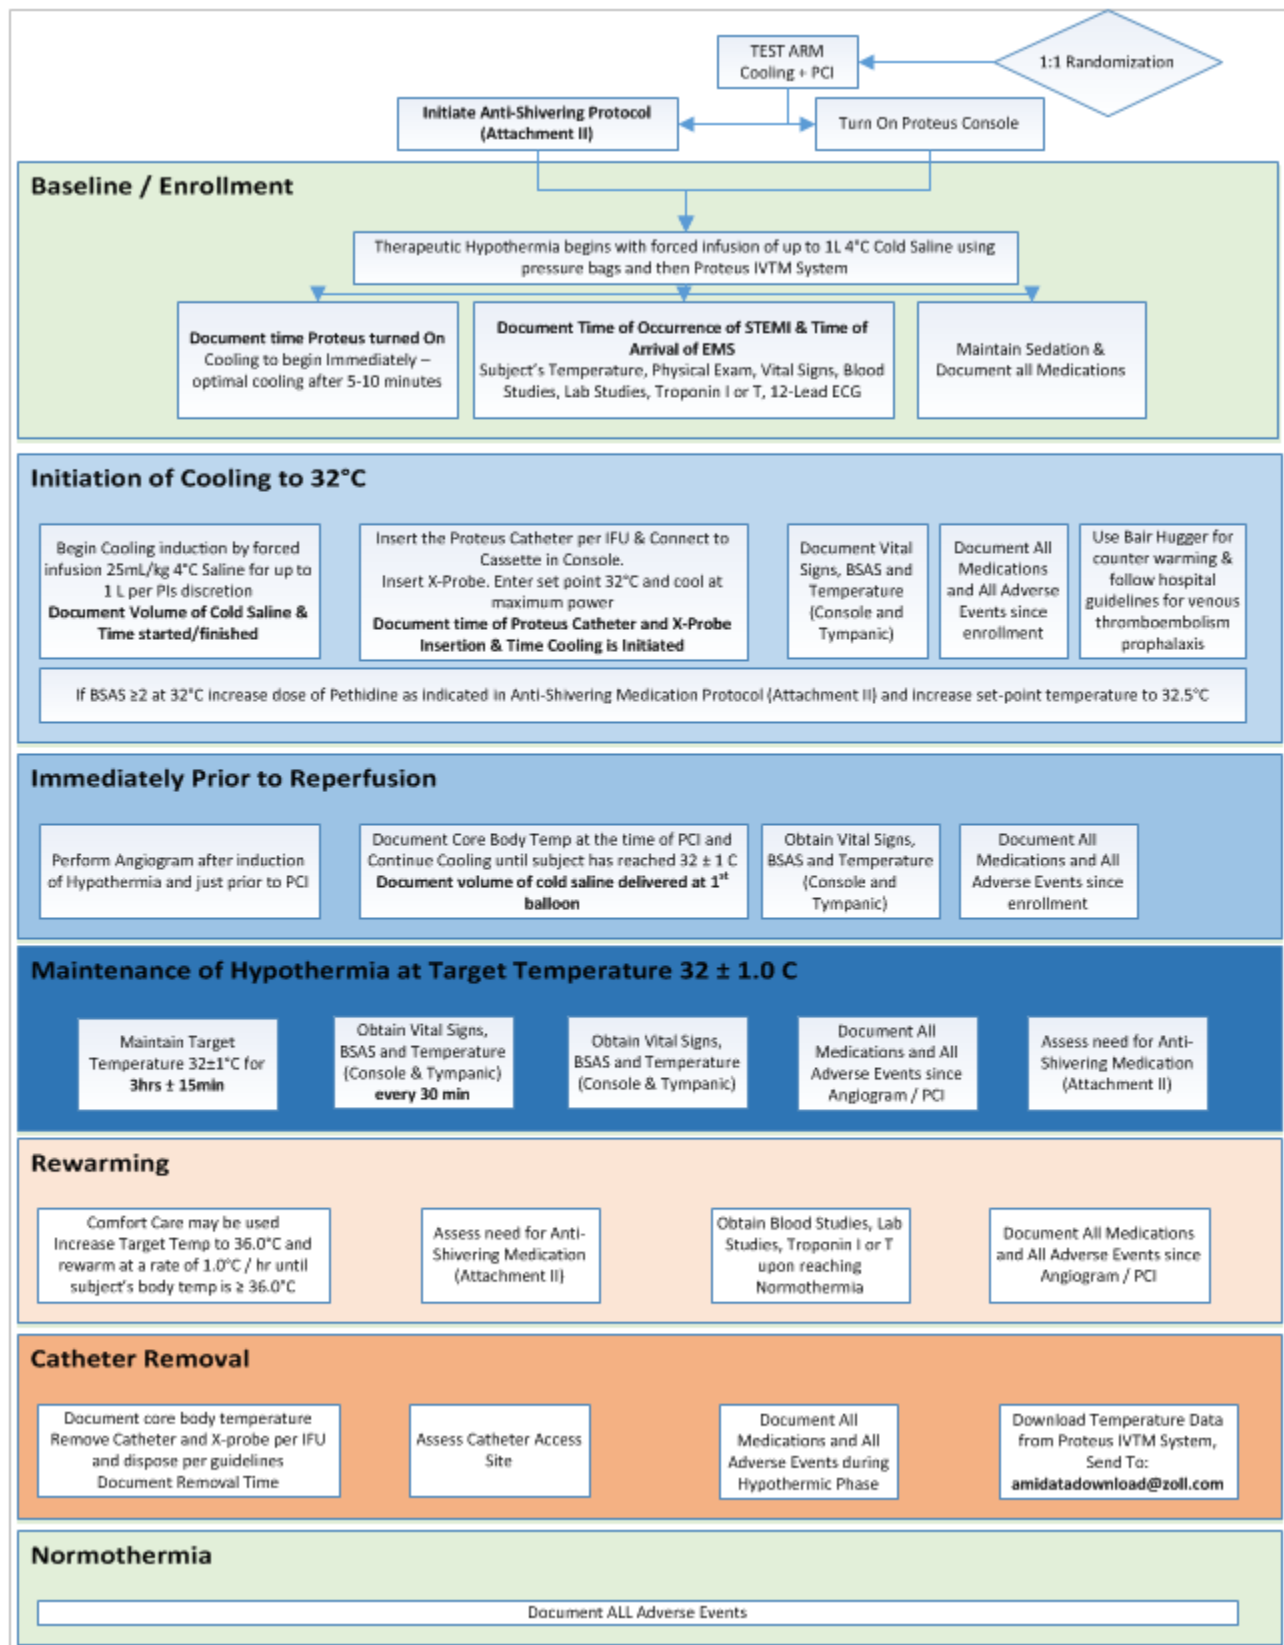 TEST ARM
Cooling + PCI
1:1 Randomization
Initiate Anti-Shivering Protocol
(Attachment II)
Turn On Proteus Console
Baseline / Enrollment
Therapeutic Hypothermia begins with forced infusion of up to 1L 4°C Cold Saline using
pressure bags and then Proteus IVTM System
Document time Proteus turned On
Cooling to begin Immediately –
optimal cooling after 5-10 minutes
Document Time of Occurrence of STEMI & Time of
Arrival of EMS
Subject's Temperature, Physical Exam, Vital Signs, Blood
Studies, Lab Studies, Troponin I or T, 12-Lead ECG
Maintain Sedation &
Document all Medications
Initiation of Cooling to 32°C
Begin Cooling induction by forced
infusion 25mL/kg 4°C Saline for up to
1 L per PIs discretion
Document Volume of Cold Saline &
Time started/finished
Insert the Proteus Catheter per IFU & Connect to
Cassette in Console.
Insert X-Probe. Enter set point 32°C and cool at
maximum power
Document time of Proteus Catheter and X-Probe
Insertion & Time Cooling is Initiated
Document Vital
Signs, BSAS and
Temperature
(Console and
Tympanic)
Document All
Medications
and All Adverse
Events since
enrollment
Use Bair Hugger for
counter warming &
follow hospital
guidelines for venous
thromboembolism
prophalaxis
If BSAS ≥2 at 32°C increase dose of Pethidine as indicated in Anti-Shivering Medication Protocol (Attachment II) and increase set-point temperature to 32.5°C
Immediately Prior to Reperfusion
Perform Angiogram after induction
of Hypothermia and just prior to PCI
Document Core Body Temp at the time of PCI and
Continue Cooling until subject has reached 32 ± 1 C
Document volume of cold saline delivered at 1st
balloon
Obtain Vital Signs,
BSAS and Temperature
(Console and
Tympanic)
Document All
Medications and All
Adverse Events since
enrollment
Maintenance of Hypothermia at Target Temperature 32 ± 1.0 C
Maintain Target
Temperature 32±1°C for
3hrs ± 15min
Obtain Vital Signs,
BSAS and Temperature
(Console & Tympanic)
every 30 min
Obtain Vital Signs,
BSAS and Temperature
(Console & Tympanic)
Document All
Medications and All
Adverse Events since
Angiogram / PCI
Assess need for Anti-
Shivering Medication
(Attachment II)
Rewarming
Comfort Care may be used
Increase Target Temp to 36.0°C and
rewarm at a rate of 1.0°C / hr until
subject's body temp is ≥ 36.0°C
Assess need for Anti-
Shivering Medication
(Attachment II)
Obtain Blood Studies, Lab
Studies, Troponin I or T
upon reaching
Normothermia
Document All Medications
and All Adverse Events since
Angiogram / PCI
Catheter Removal
Document core body temperature
Remove Catheter and X-probe per IFU
and dispose per guidelines
Document Removal Time
Assess Catheter Access
Site
Document All
Medications and All
Adverse Events during
Hypothermic Phase
Download Temperature Data
from Proteus IVTM System,
Send To:
amidatadownload@zoll.com
Normothermia
Document ALL Adverse Events